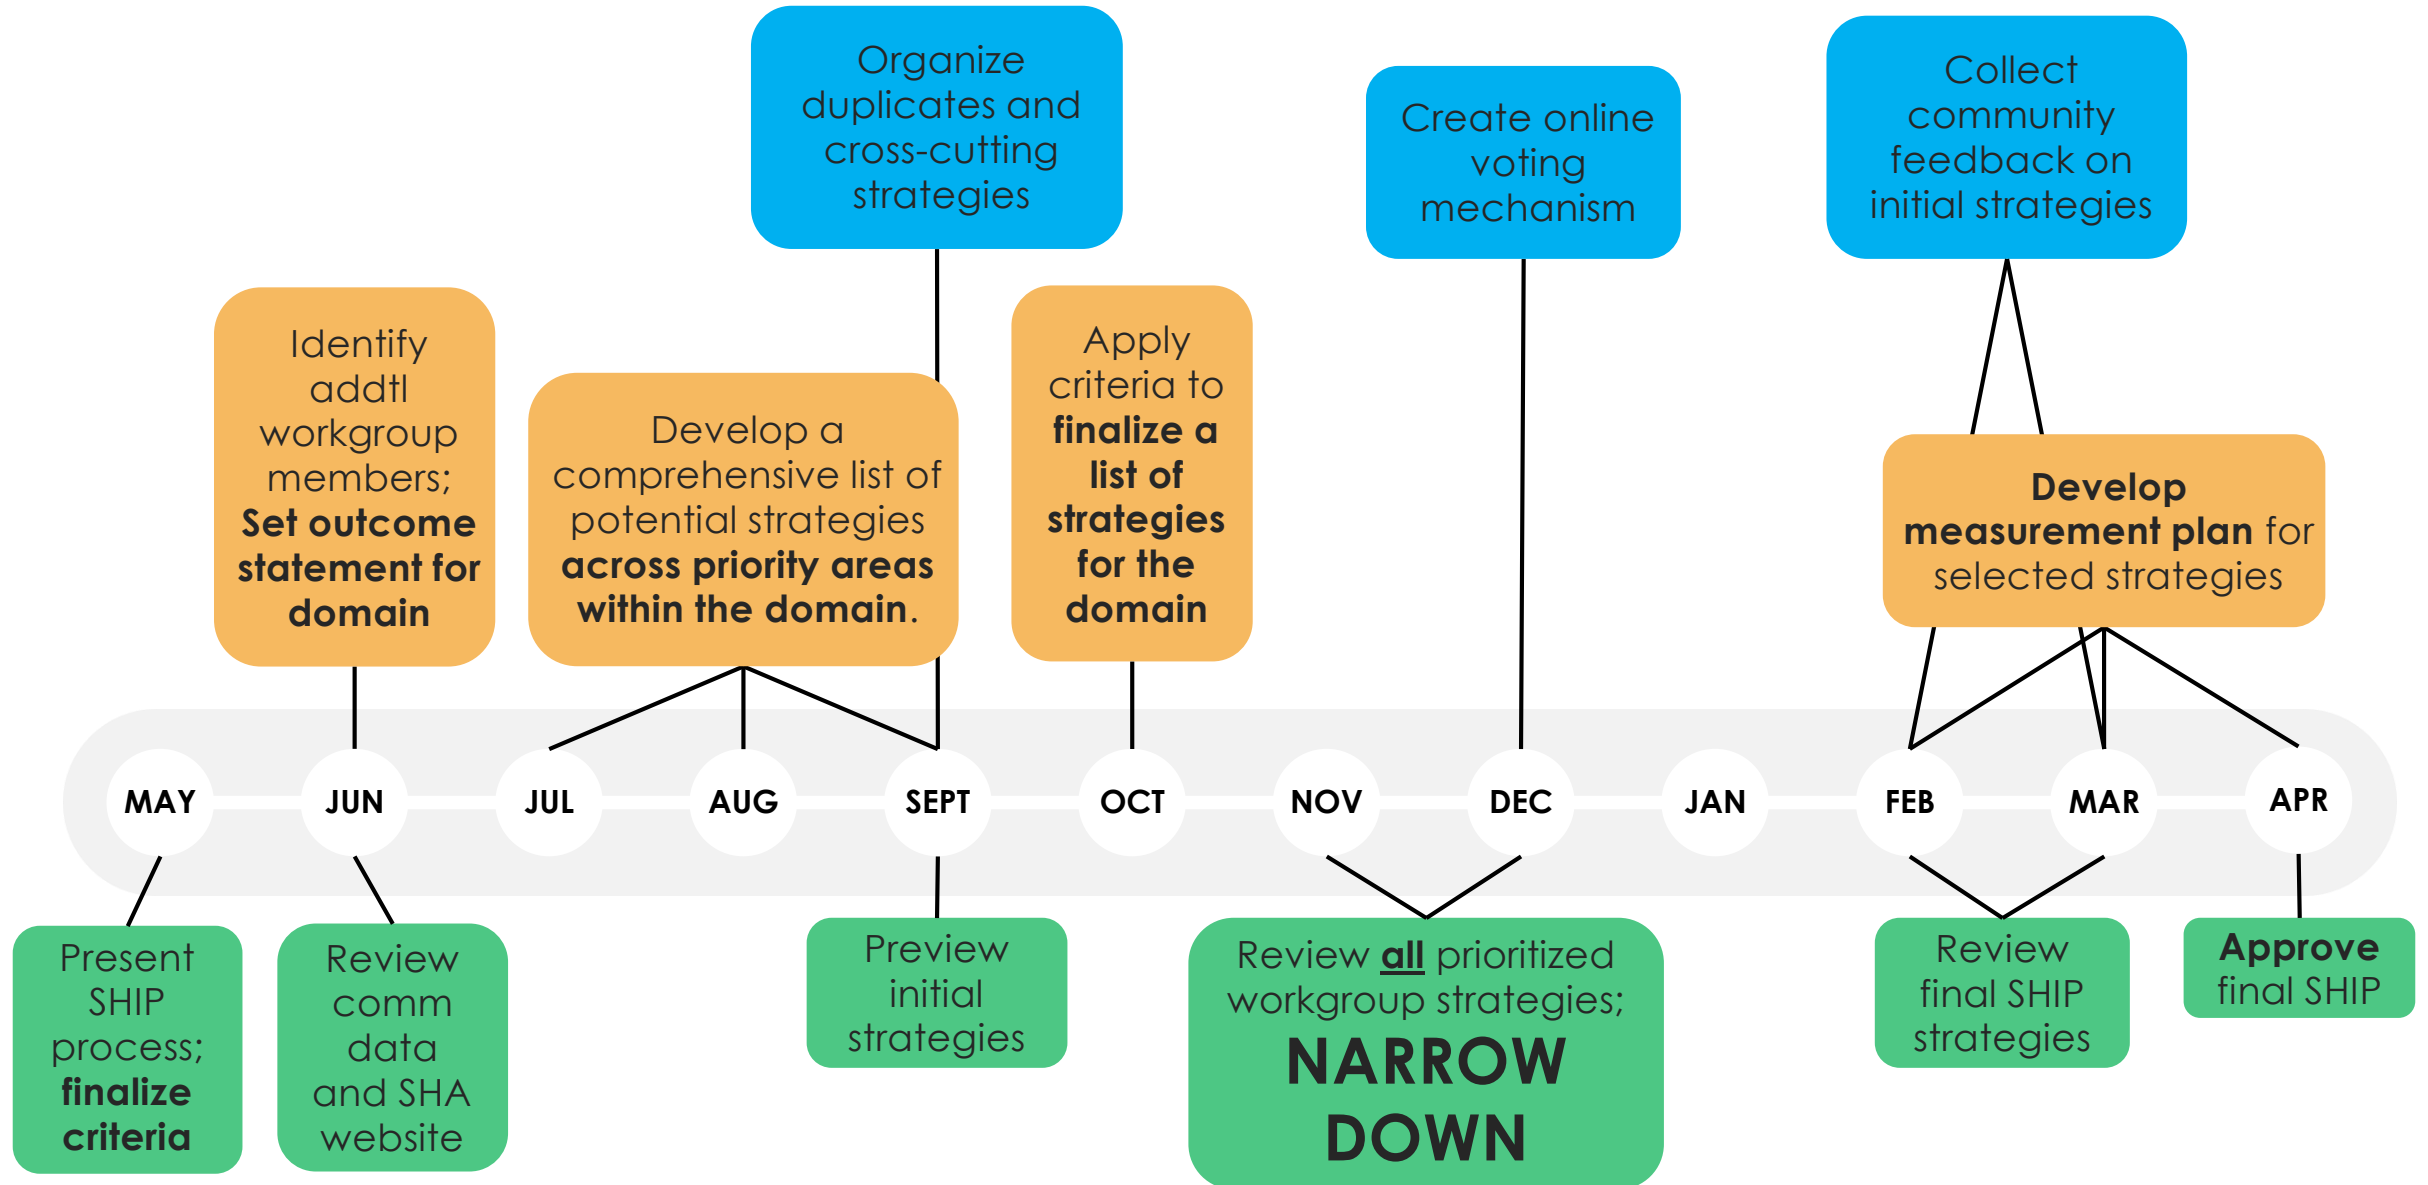 Organize
duplicates and
cross-cutting
strategies
Create online
voting
mechanism
Collect
community
feedback on
initial strategies
Identify
addtl
workgroup
members;
Set outcome
statement for
domain
Develop a
comprehensive list of
potential strategies
across priority areas
within the domain.
Apply
criteria to
finalize a
list of
strategies
for the
domain
Develop
measurement plan for
selected strategies
MAY JUN JUL AUG SEPT OCT NOV DEC JAN FEB MAR APR
Present
SHIP
process;
finalize
criteria
Review
comm
data
and SHA
website
Preview
initial
strategies
Review all prioritized
workgroup strategies;
NARROW
DOWN
Review
final SHIP
strategies
Approve
final SHIP